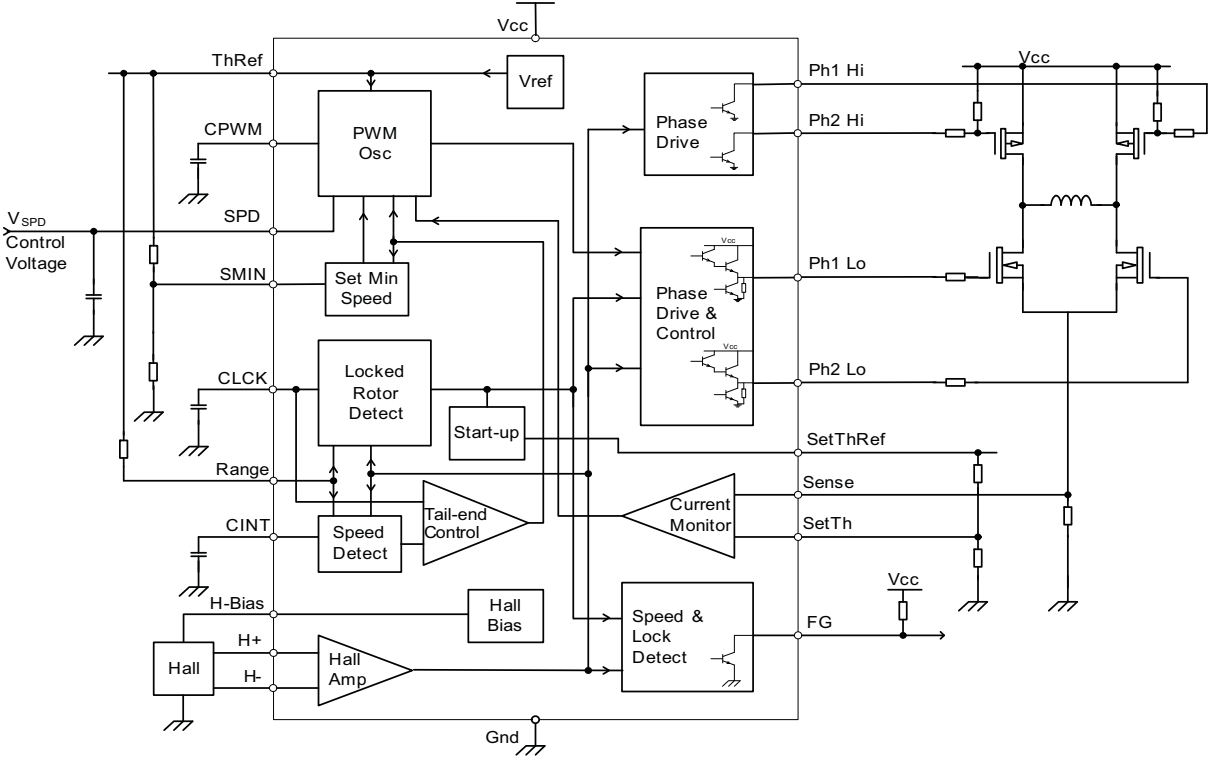 Vcc
ThRef
Vref
Ph1 Hi
Vcc
CPWM
PWM
Osc
Phase
Drive
Ph2 Hi
VSPD
Control
Voltage
SPD
SMIN
Set Min
Speed
Vcc
Phase
Drive &
Control
Vcc
Ph1 Lo
Ph2 Lo
CLCK
Locked
Rotor
Detect
Start-up
SetThRef
Range
Sense
Tail-end
Control
Current
Monitor
CINT
Speed
Detect
SetTh
Vcc
H-Bias
Hall
Bias
Speed &
Lock
Detect
FG
Hall
H+
H-
Hall
Amp
Gnd